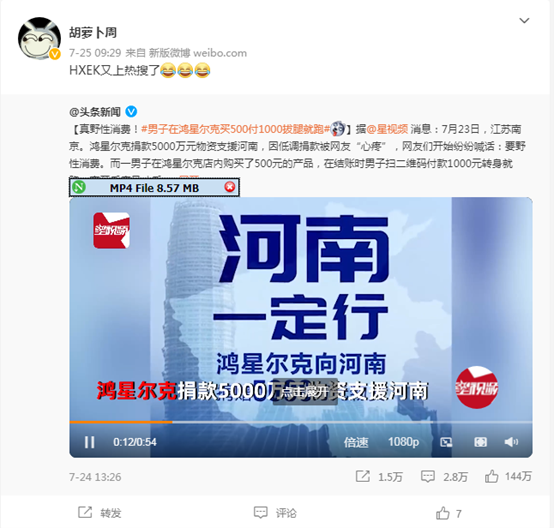 胡萝卜周
7-25 09:29 来自 新版微博 weibo.com
HXEK又上热搜了😂😂😂
@头条新闻
【真野性消费！#男子在鸿星尔克买500付1000拔腿就跑#】据@星视频 消息：7月23日，江苏南
京。鸿星尔克捐款5000万元物资支援河南，因低调捐款被网友“心疼”，网友们开始纷纷喊话：要野
性消费。而一男子在鸿星尔克店内购买了500元的产品，在结账时男子扫二维码付款1000元转身就
MP4 File 8.57 MB
星视频
河南
一定行
鸿星尔克向河南
鸿星尔克捐款5000万 点击展开 资支援河南
星视频
0:12/0:54
倍速
1080p
7-24 13:26
1.5万
2.8万
144万
转发
评论
7